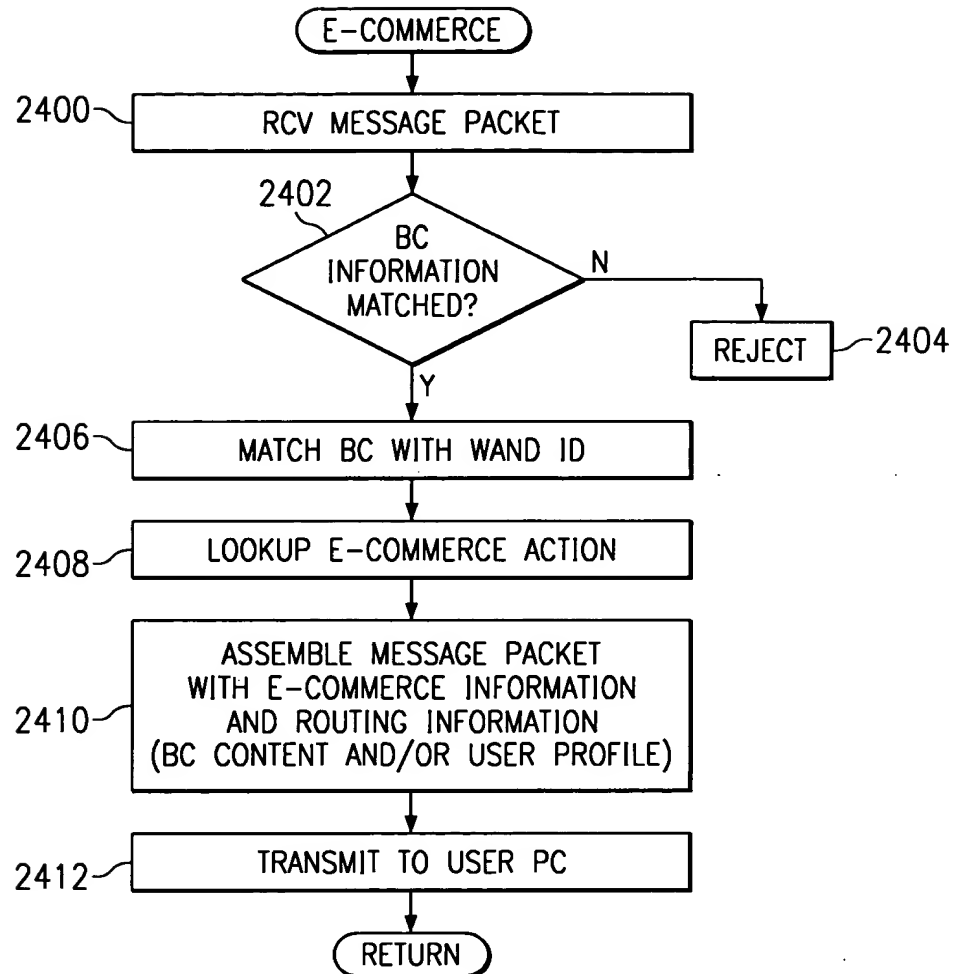 E-COMMERCE
2400
RCV MESSAGE PACKET
2402
BC
INFORMATION
MATCHED?
N
REJECT
2404
Y
2406
MATCH BC WITH WAND ID
2408
LOOKUP E-COMMERCE ACTION
2410
ASSEMBLE MESSAGE PACKET
WITH E-COMMERCE INFORMATION
AND ROUTING INFORMATION
(BC CONTENT AND/OR USER PROFILE)
2412
TRANSMIT TO USER PC
RETURN